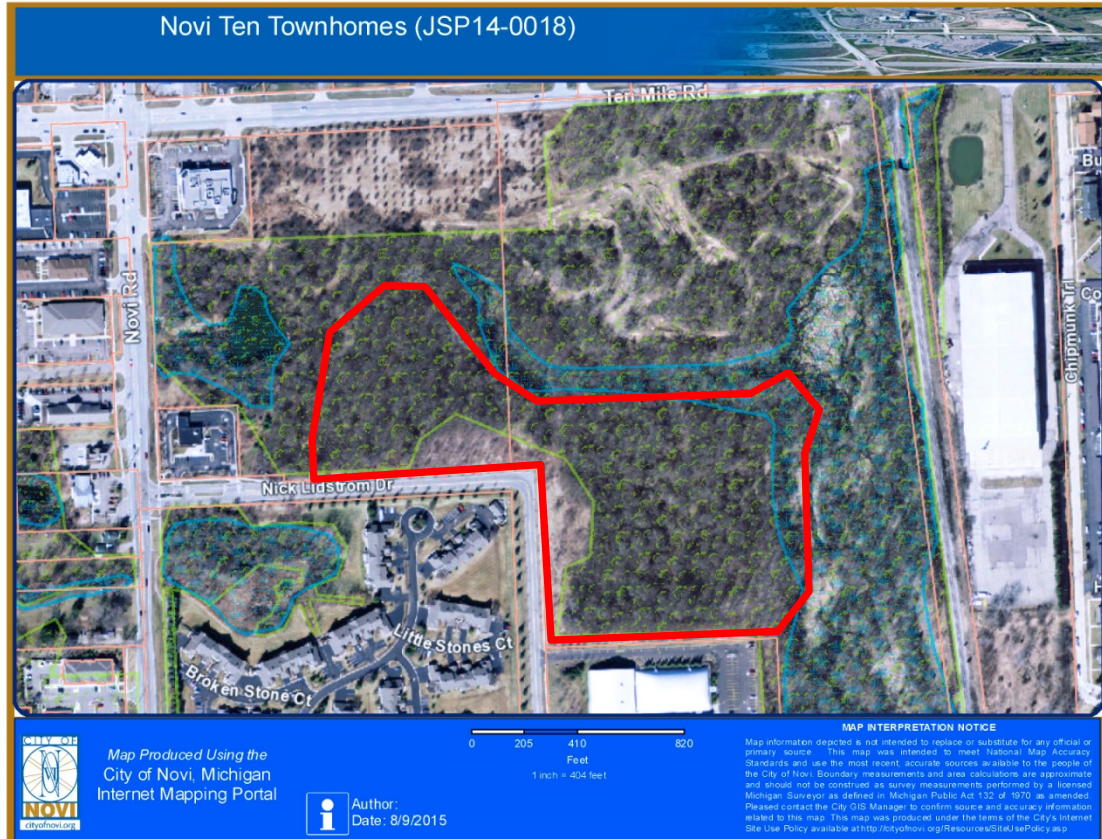 Novi Ten Townhomes (JSP14-0018)
Ten Mile Rd
Bu
Novi Rd
Co
Chipmunk Trl
Nick Lidstrom Dr
Little Stones Ct
Broken Stone Ct
CITY OF
NOVI
cityofnovi.org
Map Produced Using the
City of Novi, Michigan
Internet Mapping Portal
i
Author:
Date: 8/9/2015
0 205 410 820
Feet
1 inch = 404 feet
MAP INTERPRETATION NOTICE
Map information depicted is not intended to replace or substitute for any official or
primary source. This map was intended to meet National Map Accuracy
Standards and use the most recent, accurate sources available to the people of
the City of Novi. Boundary measurements and area calculations are approximate
and should not be construed as survey measurements performed by a licensed
Michigan Surveyor as defined in Michigan Public Act 132 of 1970 as amended.
Pleased contact the City GIS Manager to confirm source and accuracy information
related to this map. This map was produced under the terms of the City's Internet
Site Use Policy available at http://cityofnovi.org/Resources/SiteUsePolicy.asp